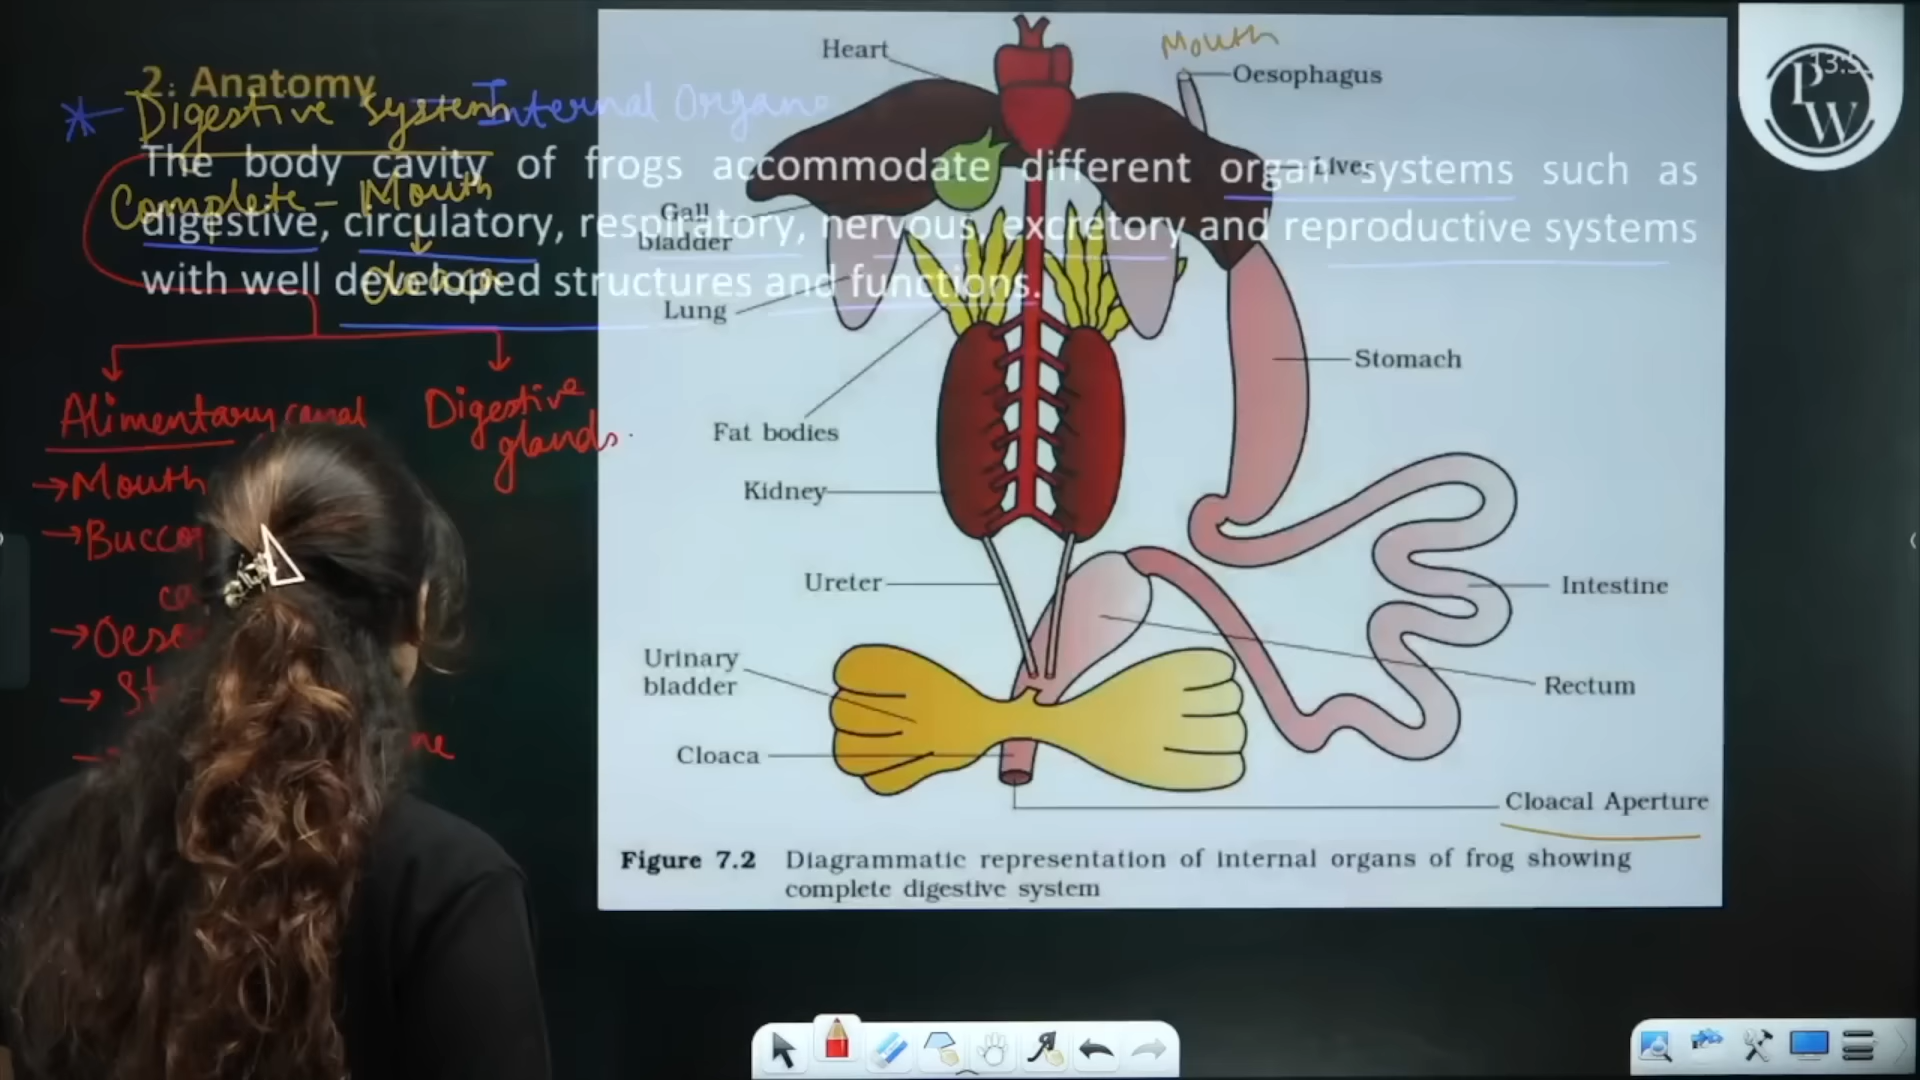 2: Anatomy
Digestive system
Internal Organ
The body cavity of frogs accommodate different organ systems such as
digestive, circulatory, respiratory, nervous, excretory and reproductive systems
with well developed structures and functions.
Complete - Mouth
Alimentary canal
Digestive
glands
→Mouth
Mouth
Heart
Oesophagus
Liver
Gall
bladder
Lung
Stomach
Fat bodies
Kidney
Ureter
Intestine
Urinary
bladder
Rectum
Cloaca
Cloacal Aperture
Figure 7.2 Diagrammatic representation of internal organs of frog showing
complete digestive system
P
W